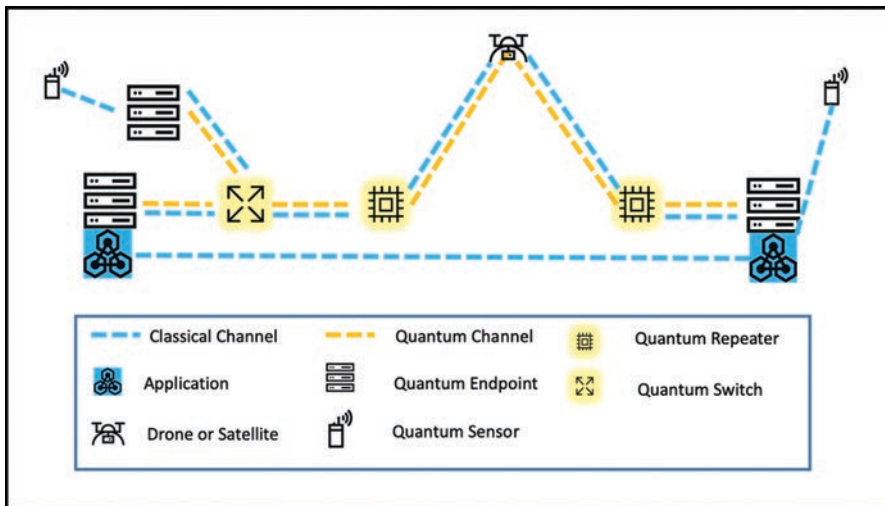 Classical Channel
Quantum Channel
Quantum Repeater
Application
Quantum Endpoint
Quantum Switch
Drone or Satellite
Quantum Sensor